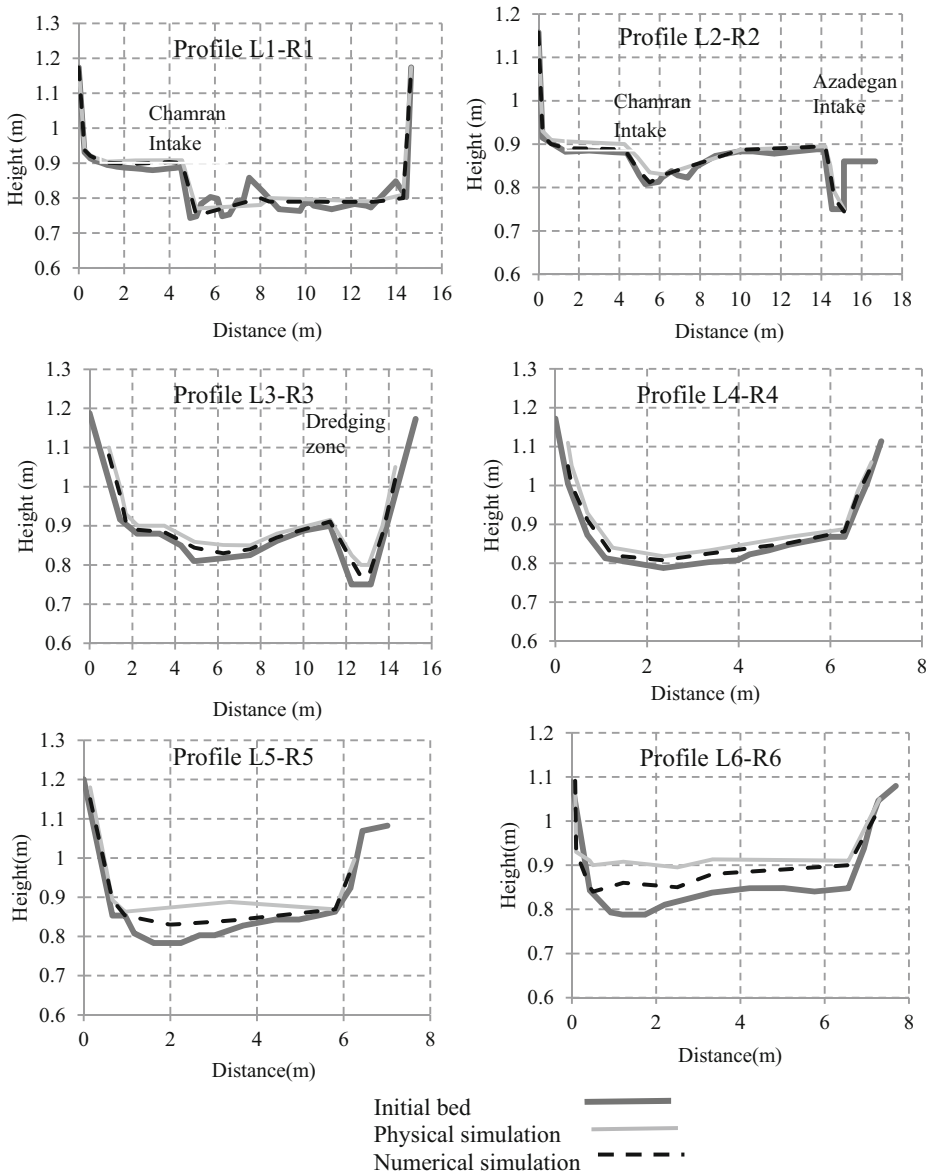 Profile L1-R1
1.3
1.2
1.1
1
0.9
0.8
0.7
0.6
Height (m)
Chamran
Intake
0 2 4 6 8 10 12 14 16
Distance (m)
Profile L2-R2
1.2
1.1
1
0.9
0.8
0.7
0.6
Height (m)
Chamran
Intake
Azadegan
Intake
0 2 4 6 8 10 12 14 16 18
Distance (m)
Profile L3-R3
1.3
1.2
1.1
1
0.9
0.8
0.7
0.6
Height (m)
Dredging
zone
0 2 4 6 8 10 12 14 16
Distance (m)
Profile L4-R4
1.3
1.2
1.1
1
0.9
0.8
0.7
0.6
Height (m)
0 2 4 6 8
Distance (m)
Profile L5-R5
1.3
1.2
1.1
1
0.9
0.8
0.7
0.6
Height(m)
0 2 4 6 8
Distance(m)
Profile L6-R6
1.2
1.1
1
0.9
0.8
0.7
0.6
Height(m)
0 2 4 6 8
Distance(m)
Initial bed
Physical simulation
Numerical simulation